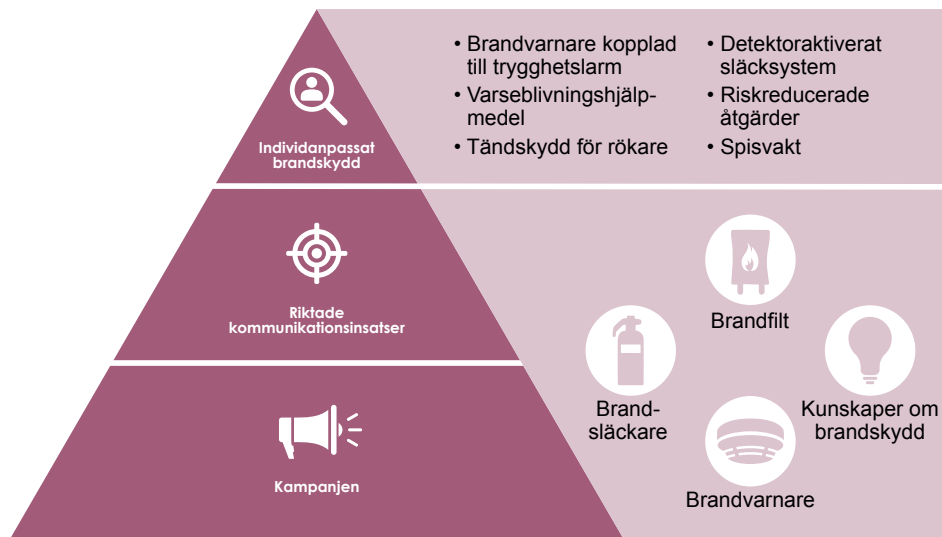 Individanpassat
brandskydd
• Brandvarnare kopplad
till trygghetslarm
• Varseblivningshjälp-
medel
• Tändskydd för rökare
• Detektoraktiverat
släcksystem
• Riskreducerade
åtgärder
• Spisvakt
Riktade
kommunikationsinsatser
Kampanjen
Brandfilt
Brand-
släckare
Kunskaper om
brandskydd
Brandvarnare